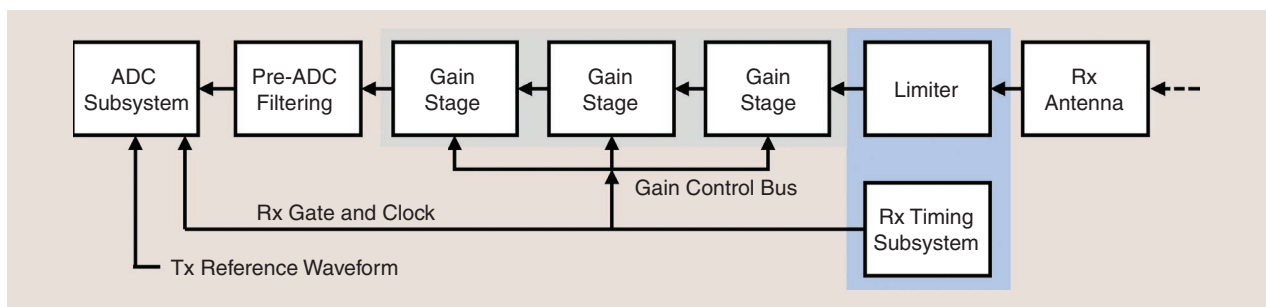 ADC
Subsystem
Pre-ADC
Filtering
Gain
Stage
Gain
Stage
Gain
Stage
Limiter
Rx
Antenna
Gain Control Bus
Rx Gate and Clock
Rx Timing
Subsystem
Tx Reference Waveform